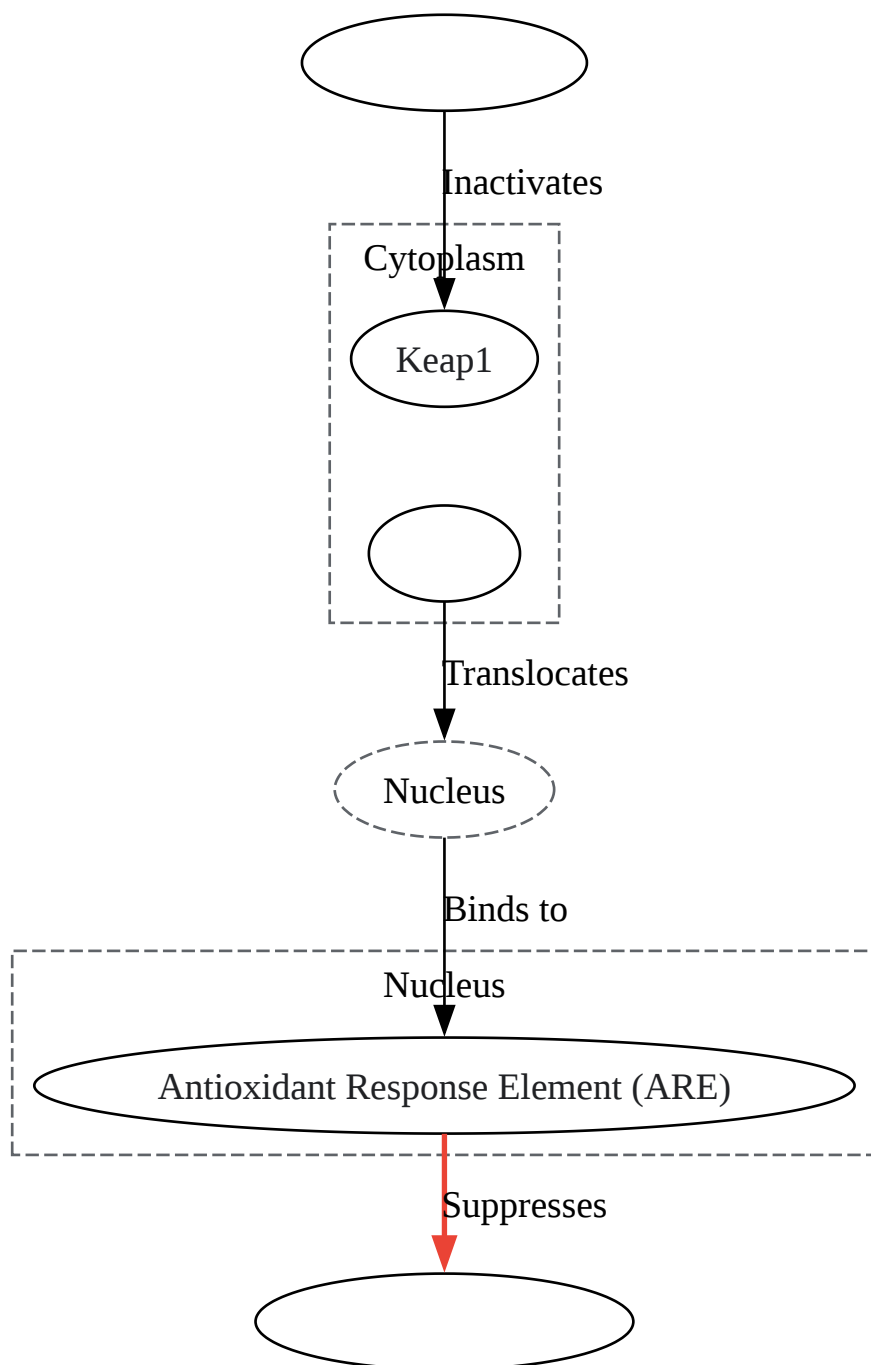 Inactivates
Cytoplasm
Keap1
Translocates
Nucleus
Binds to
Nucleus
Antioxidant Response Element (ARE)
Suppresses